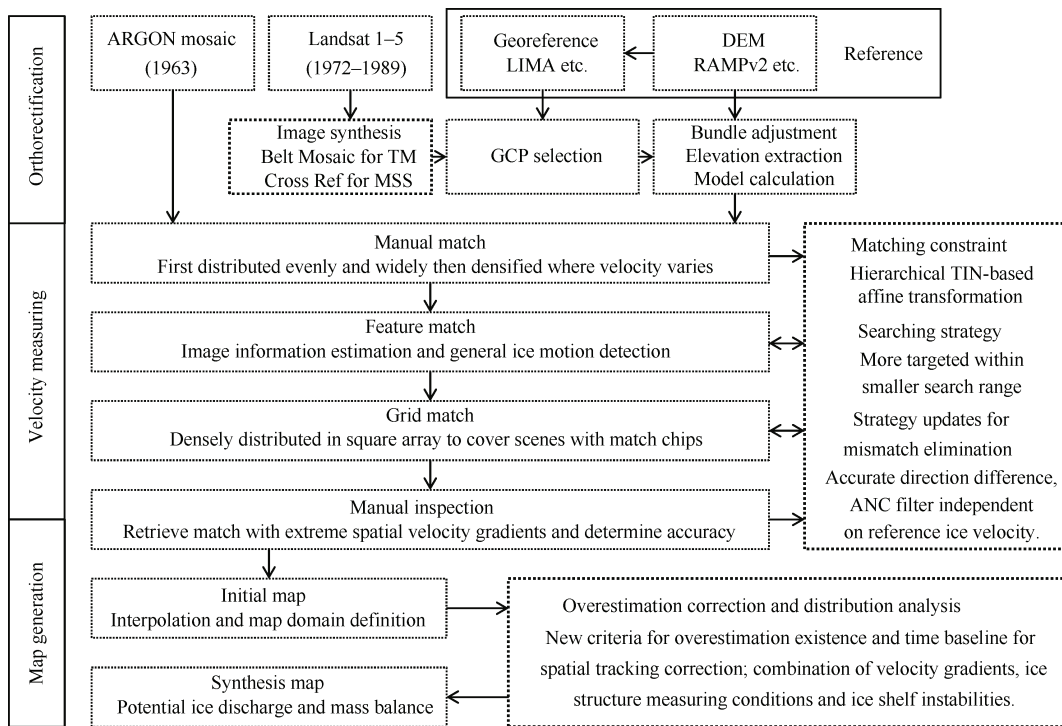 Orthorectification
ARGON mosaic
(1963)
Landsat 1–5
(1972–1989)
Georeference
LIMA etc.
DEM
RAMPv2 etc.
Reference
Image synthesis
Belt Mosaic for TM
Cross Ref for MSS
GCP selection
Bundle adjustment
Elevation extraction
Model calculation
Velocity measuring
Manual match
First distributed evenly and widely then densified where velocity varies
Feature match
Image information estimation and general ice motion detection
Grid match
Densely distributed in square array to cover scenes with match chips
Manual inspection
Retrieve match with extreme spatial velocity gradients and determine accuracy
Matching constraint
Hierarchical TIN-based
affine transformation
Searching strategy
More targeted within
smaller search range
Strategy updates for
mismatch elimination
Accurate direction difference,
ANC filter independent
on reference ice velocity.
Map generation
Initial map
Interpolation and map domain definition
Synthesis map
Potential ice discharge and mass balance
Overestimation correction and distribution analysis
New criteria for overestimation existence and time baseline for
spatial tracking correction; combination of velocity gradients, ice
structure measuring conditions and ice shelf instabilities.